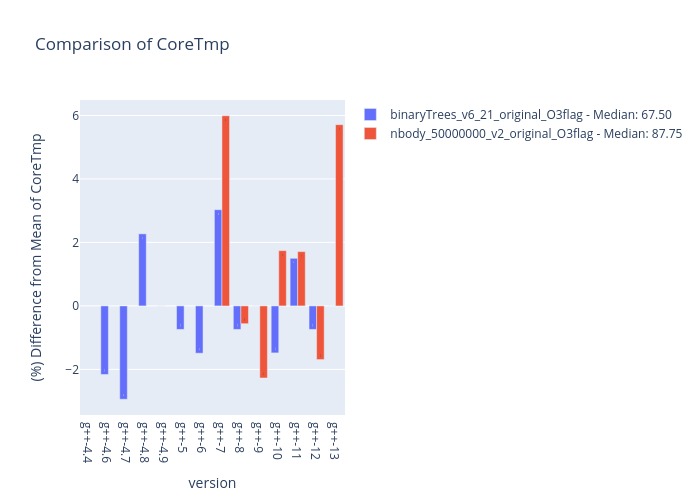 Comparison of CoreTmp
binaryTrees_v6_21_original_O3flag - Median: 67.50
nbody_50000000_v2_original_O3flag - Median: 87.75
(%) Difference from Mean of CoreTmp
6
4
2
0
−2
g++-4.4
g++-4.6
g++-4.7
g++-4.8
g++-4.9
g++-5
g++-6
g++-7
g++-8
g++-9
g++-10
g++-11
g++-12
g++-13
version